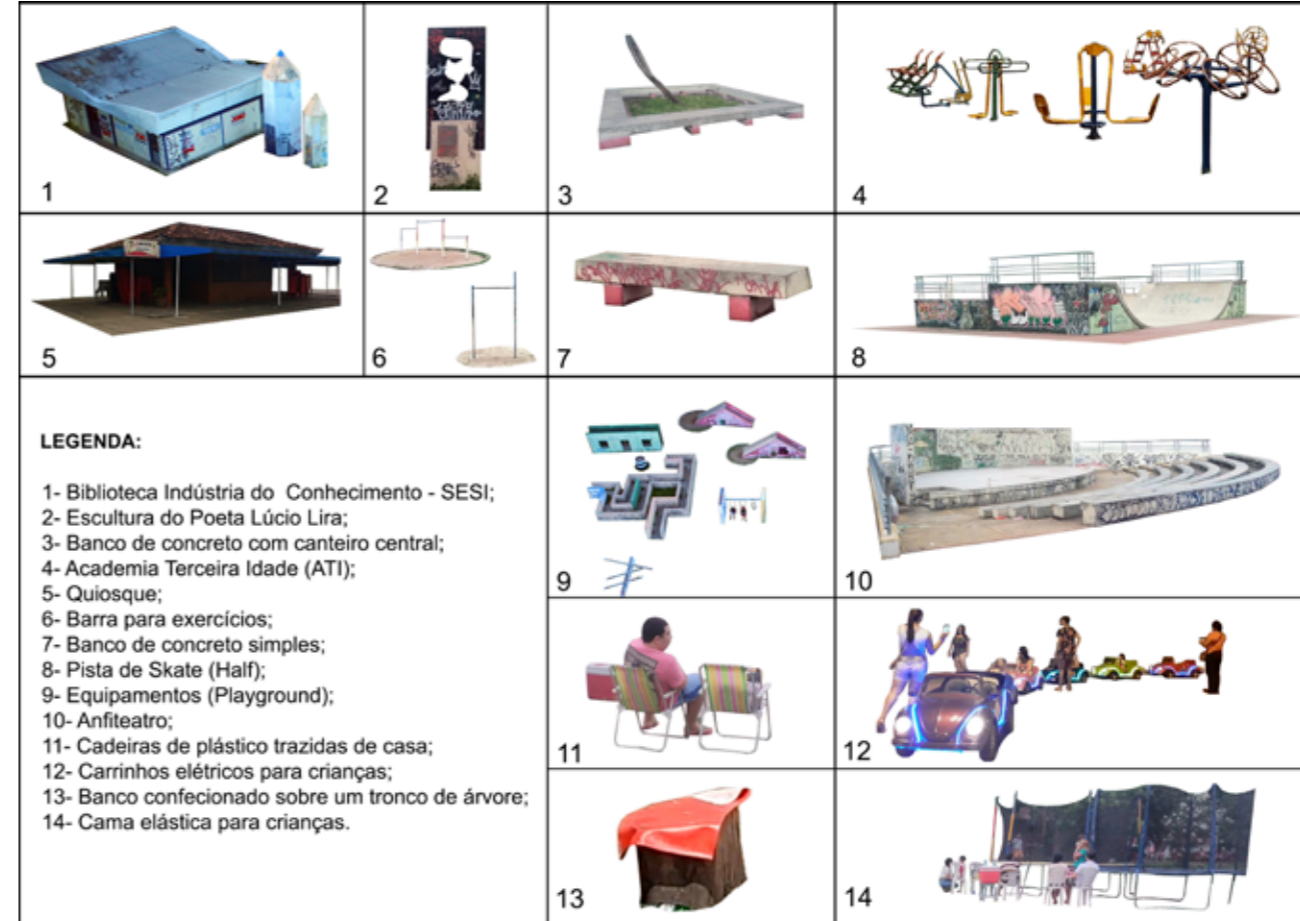 1
2
3
4
5
6
7
8
LEGENDA:
1- Biblioteca Indústria do Conhecimento - SESI;
2- Escultura do Poeta Lúcio Lira;
3- Banco de concreto com canteiro central;
4- Academia Terceira Idade (ATI);
5- Quiosque;
6- Barra para exercícios;
7- Banco de concreto simples;
8- Pista de Skate (Half);
9- Equipamentos (Playground);
10- Anfiteatro;
11- Cadeiras de plástico trazidas de casa;
12- Carrinhos elétricos para crianças;
13- Banco confecionado sobre um tronco de árvore;
14- Cama elástica para crianças.
9
10
11
12
13
14